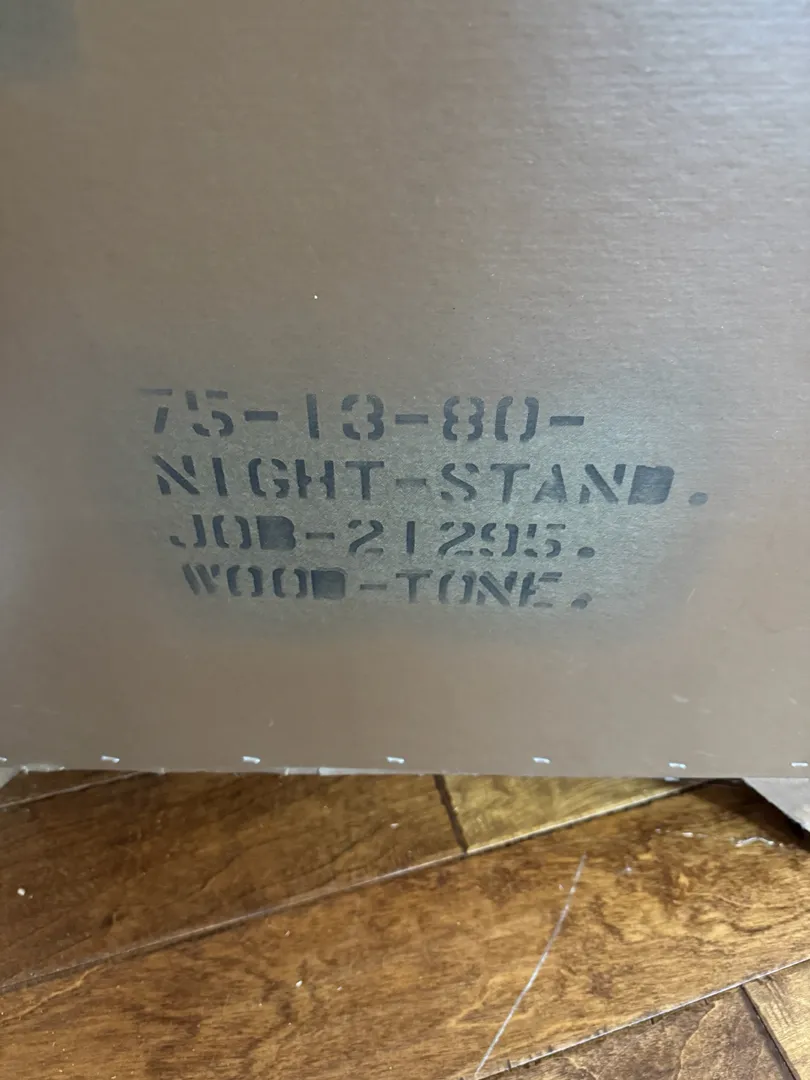 75-13-80-
NIGHT-STAND.
JOB-21295.
WOOD-TONE.